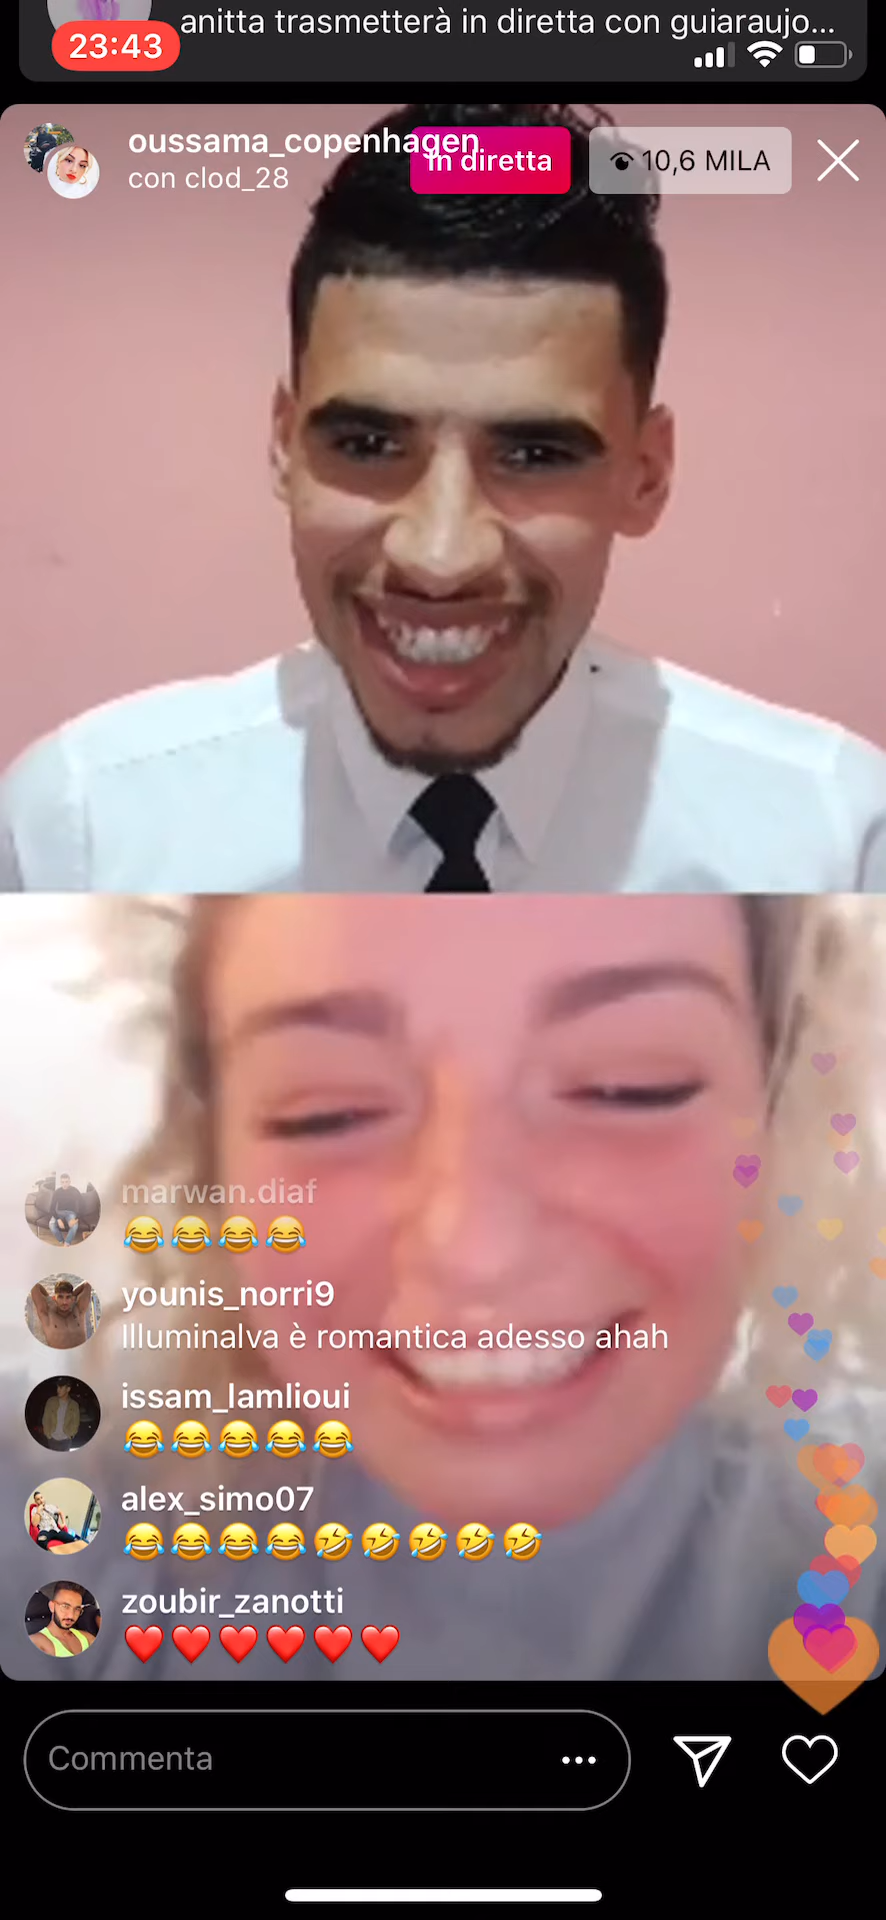 anitta trasmetterà in diretta con guiaraujo...
23:43
oussama_copenhagen
In diretta
10,6 MILA
con clod_28
marwan.diaf
😂😂😂😂
younis_norri9
Illuminalva è romantica adesso ahah
issam_lamlioui
😂😂😂😂😂
alex_simo07
😂😂😂😂🤣🤣🤣🤣🤣
zoubir_zanotti
❤️❤️❤️❤️❤️❤️
Commenta